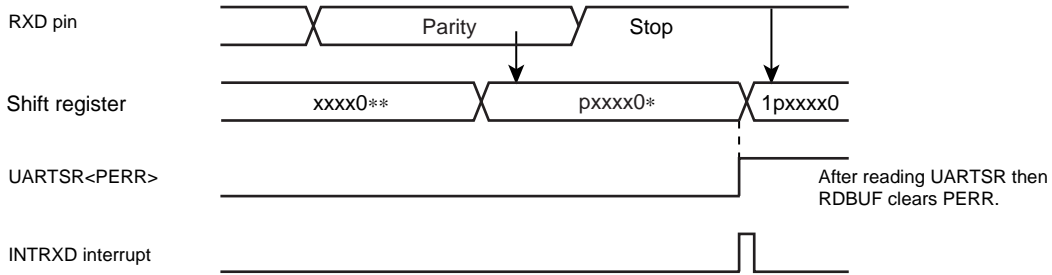 RXD pin
Parity
Stop
Shift register
xxxx0**
pxxxx0*
1pxxxx0
UARTSR<PERR>
After reading UARTSR then
RDBUF clears PERR.
INTRXD interrupt